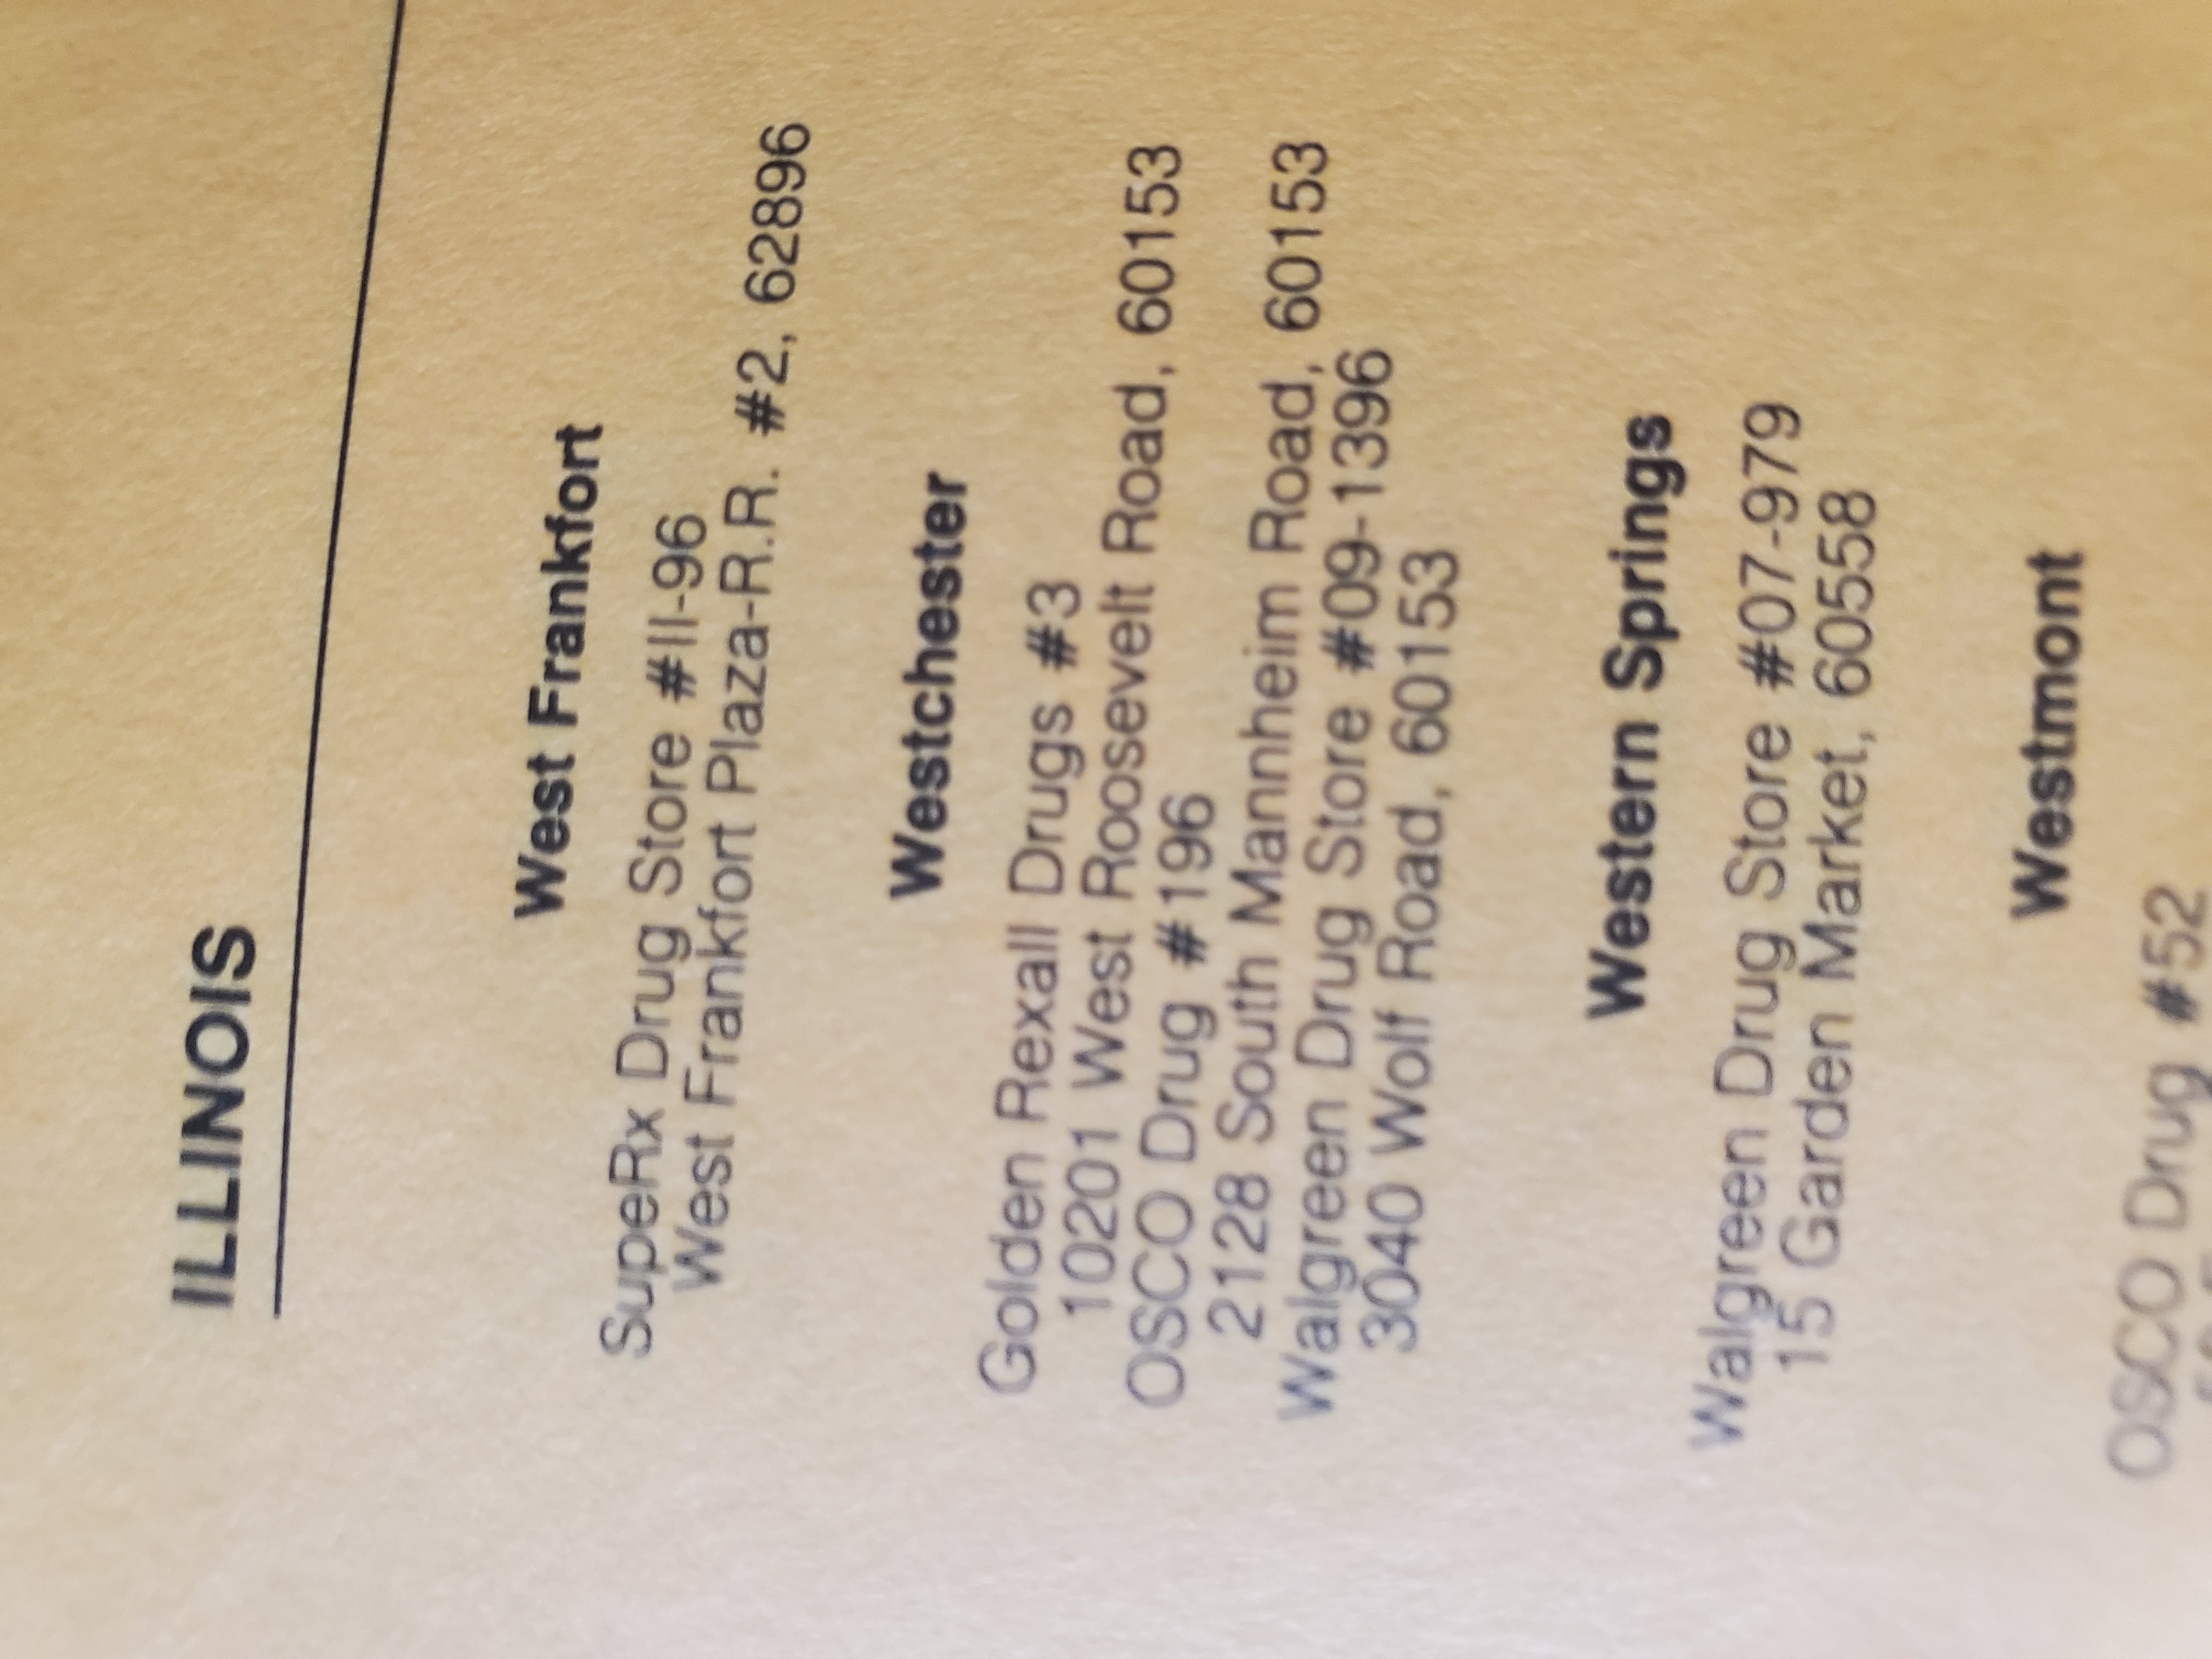 ILLINOIS
West Frankfort
SupeRx Drug Store #II-96
West Frankfort Plaza-R.R. #2, 62896
Westchester
Golden Rexall Drugs #3
10201 West Roosevelt Road, 60153
OSCO Drug #196
2128 South Mannheim Road, 60153
Walgreen Drug Store #09-1396
3040 Wolf Road, 60153
Western Springs
Walgreen Drug Store #07-979
15 Garden Market, 60558
Westmont
OSCO Drug #52